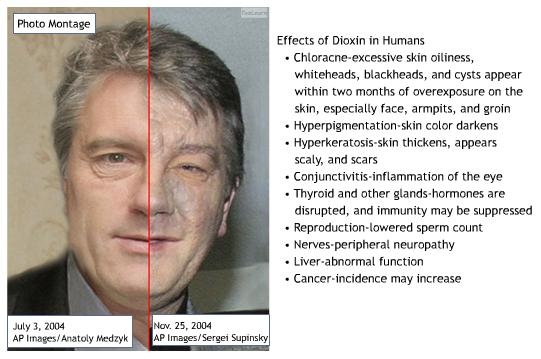 Photo Montage
July 3, 2004
AP Images/Anatoly Medzyk
Nov. 25, 2004
AP Images/Sergei Supinsky
Effects of Dioxin in Humans
• Chloracne-excessive skin oiliness,
whiteheads, blackheads, and cysts appear
within two months of overexposure on the
skin, especially face, armpits, and groin
• Hyperpigmentation-skin color darkens
• Hyperkeratosis-skin thickens, appears
scaly, and scars
• Conjunctivitis-inflammation of the eye
• Thyroid and other glands-hormones are
disrupted, and immunity may be suppressed
• Reproduction-lowered sperm count
• Nerves-peripheral neuropathy
• Liver-abnormal function
• Cancer-incidence may increase